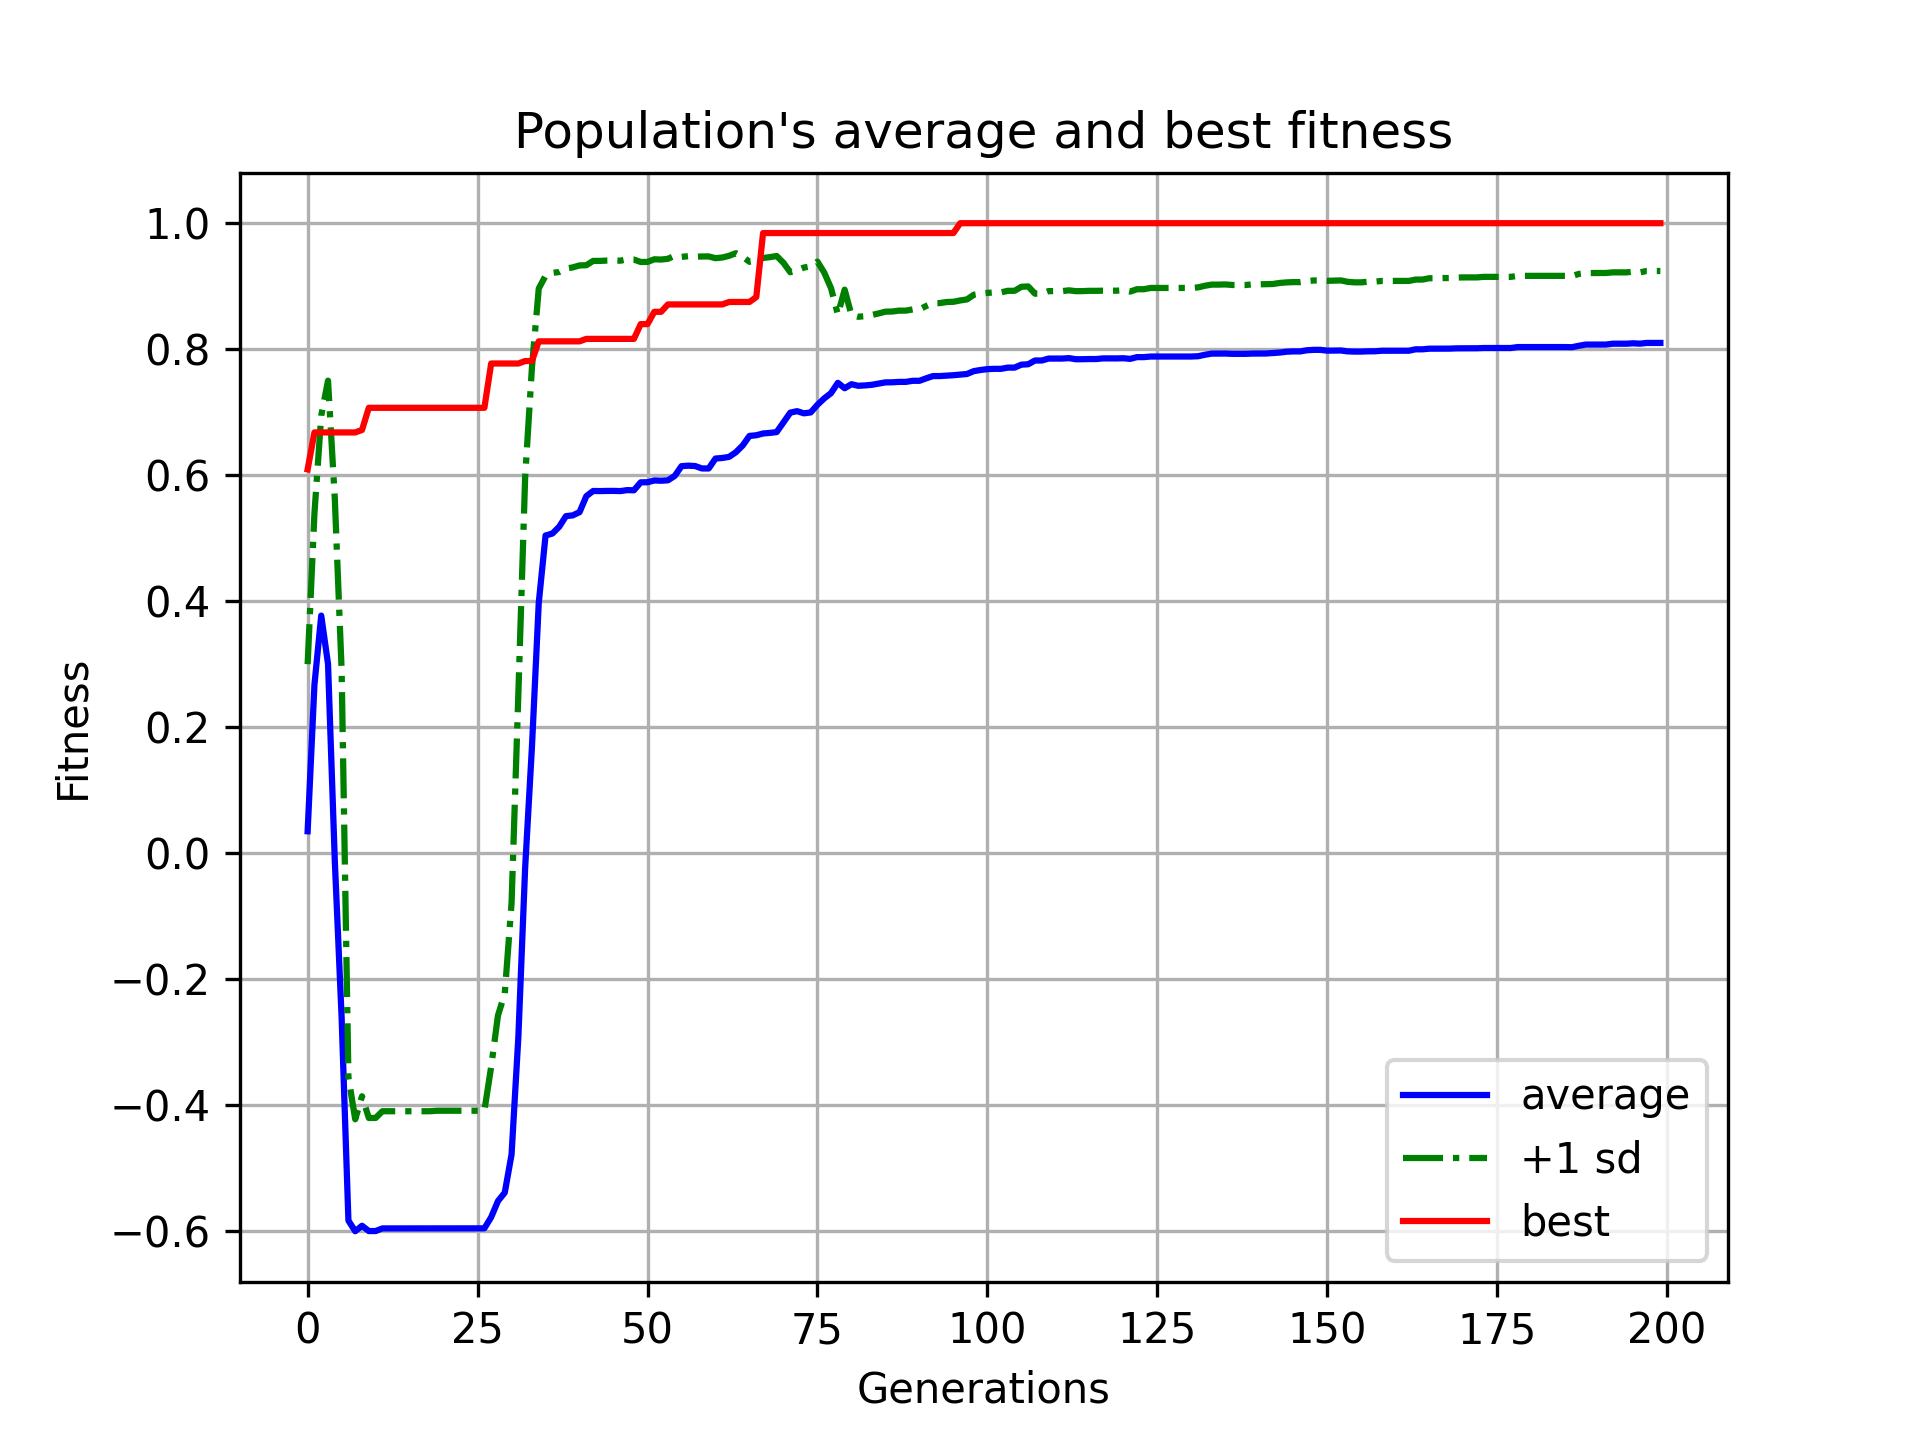 Population's average and best fitness
1.0
0.8
0.6
0.4
0.2
0.0
−0.2
−0.4
−0.6
Fitness
average
+1 sd
best
0 25 50 75 100 125 150 175 200
Generations